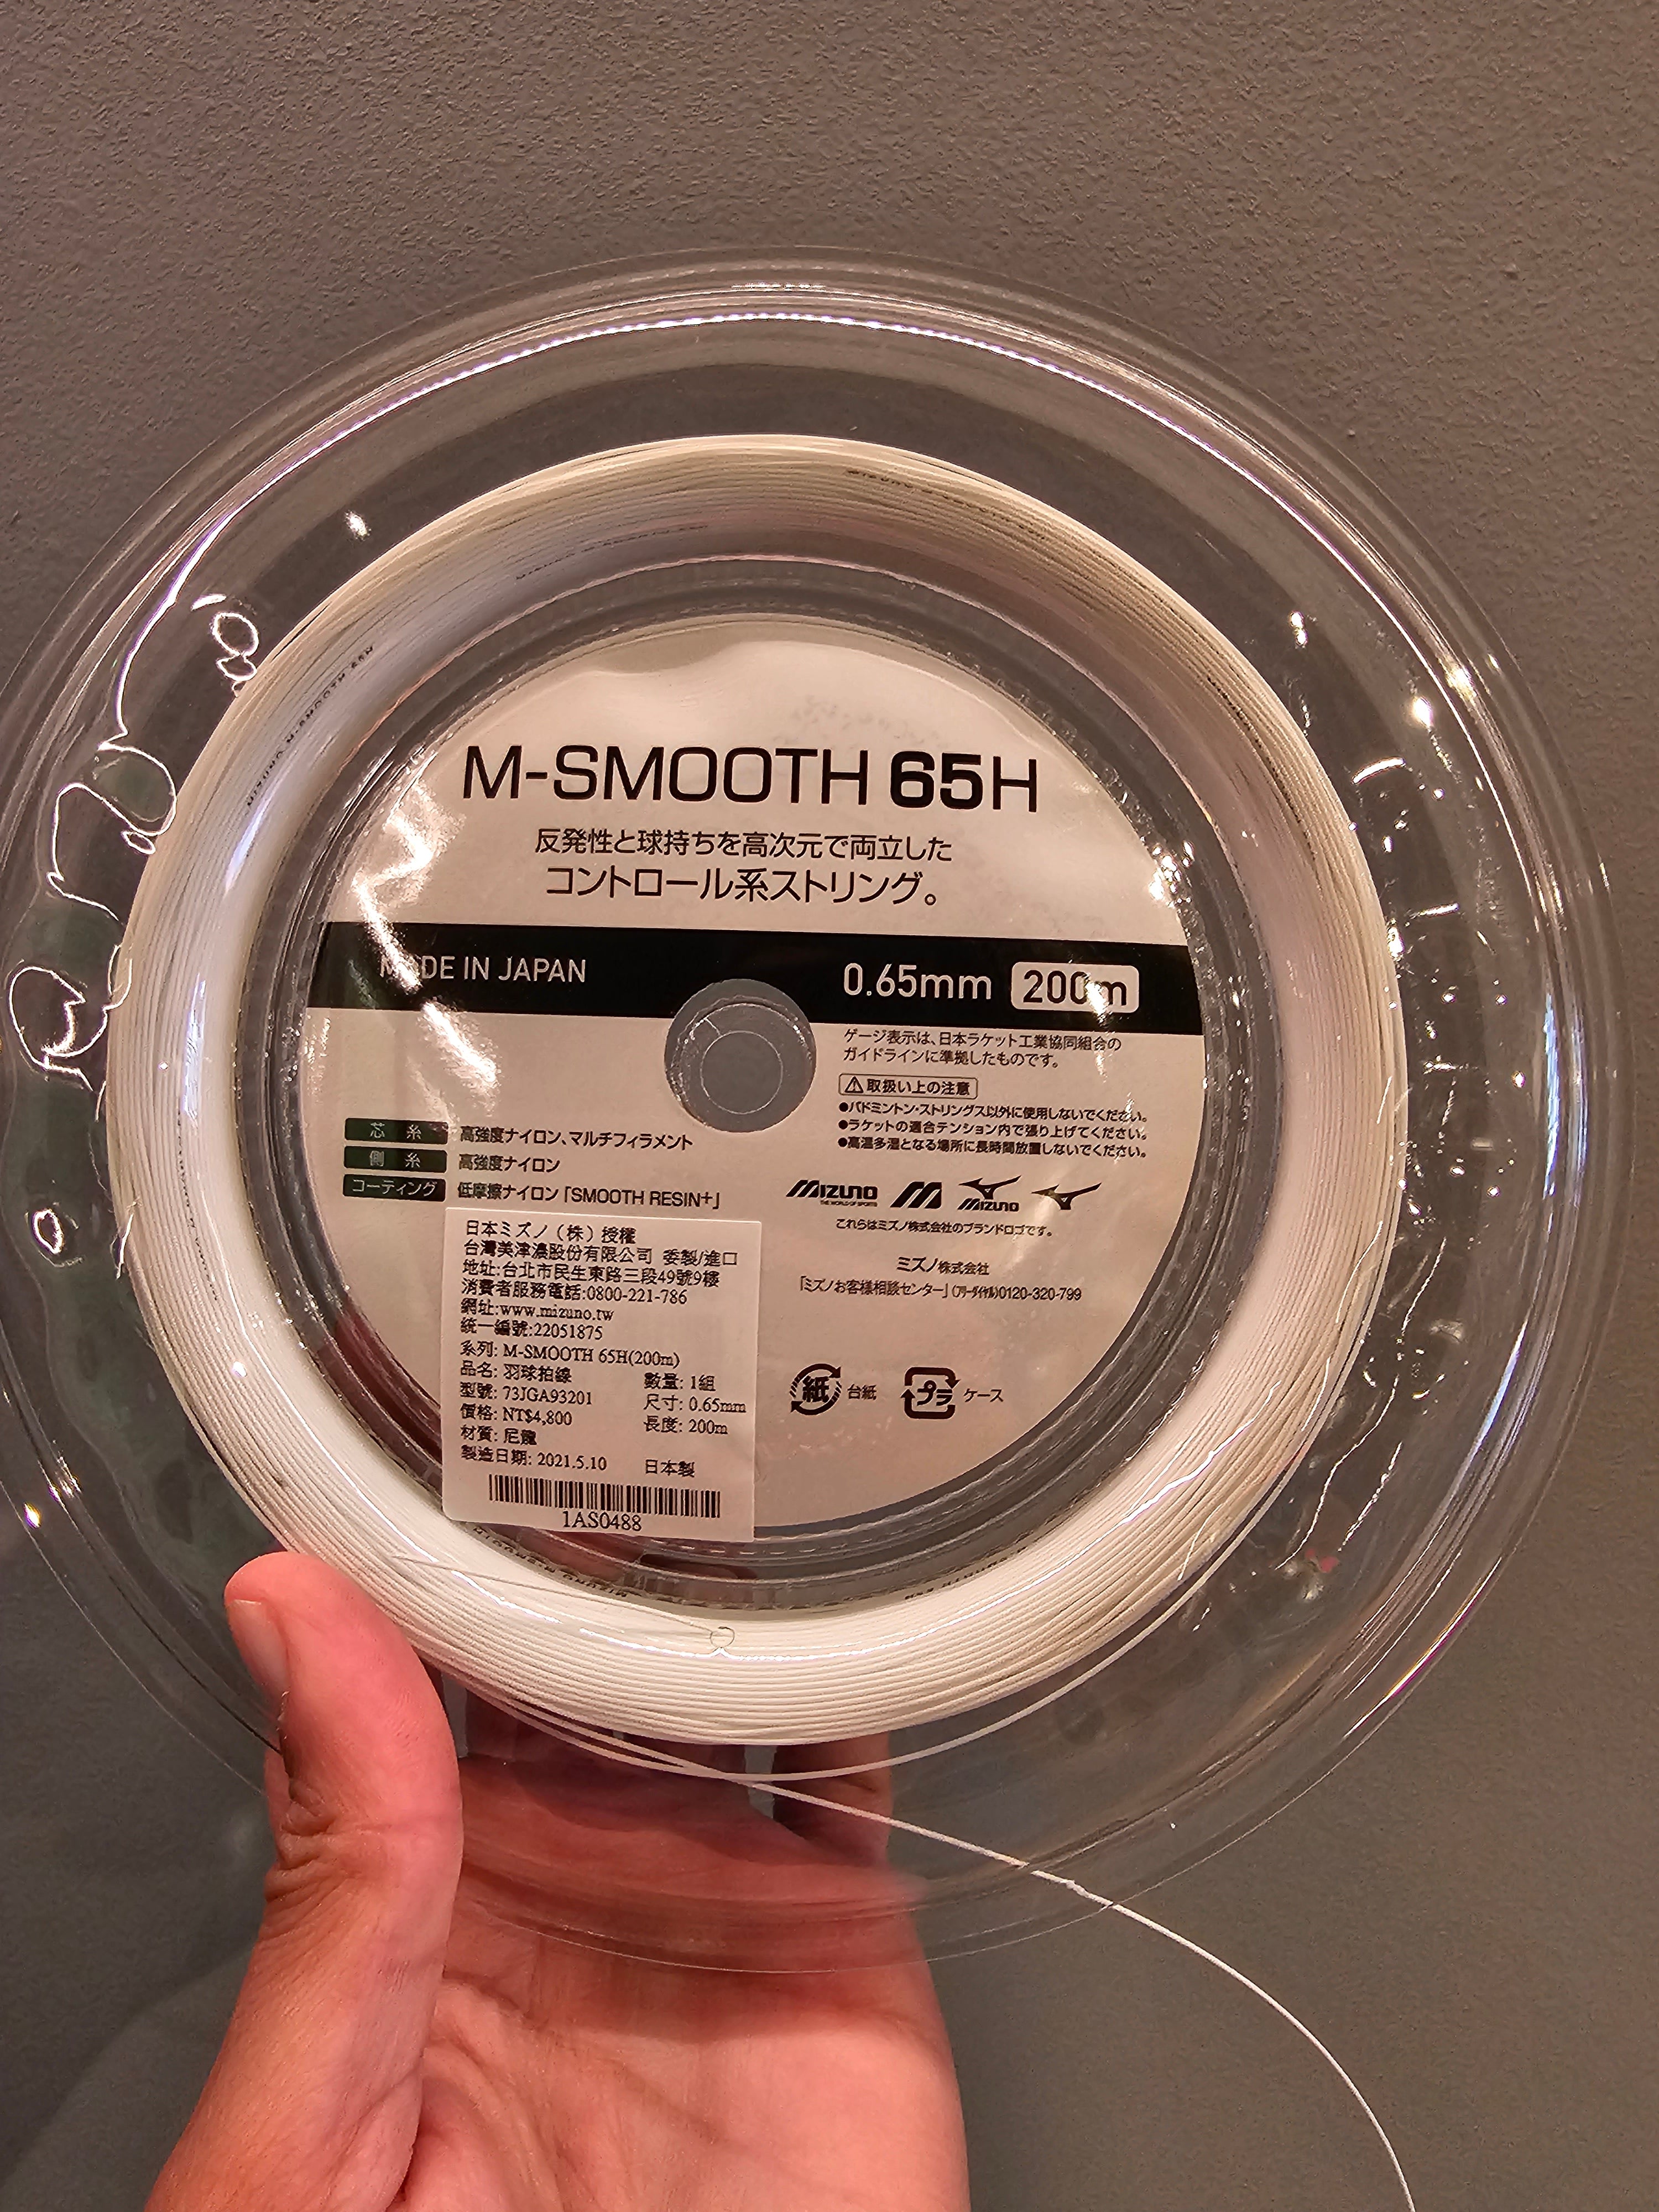 M-SMOOTH 65H
反発性と球持ちを高次元で両立した
コントロール系ストリング。
MADE IN JAPAN
0.65mm 200m
ゲージ表示は、日本ラケット工業協同組合の
ガイドラインに準拠したものです。
⚠取扱い上の注意
●バドミントン・ストリングス以外に使用しないでください。
●ラケットの適合テンション内で張り上げてください。
●高温多湿となる場所に長時間放置しないでください。
芯 糸 高強度ナイロン、マルチフィラメント
側 糸 高強度ナイロン
コーティング 低摩擦ナイロン「SMOOTH RESIN+」
MIZUNO
THE WORLD OF SPORTS
MIZUNO
これらはミズノ株式会社のブランドロゴです。
ミズノ株式会社
「ミズノお客様相談センター」(フリーダイヤル)0120-320-799
紙 台紙
プラ ケース
日本ミズノ（株）授權
台灣美津濃股份有限公司 委製/進口
地址:台北市民生東路三段49號9樓
消費者服務電話:0800-221-786
網址:www.mizuno.tw
統一編號:22051875
系列: M-SMOOTH 65H(200m)
品名: 羽球拍線 數量: 1組
型號: 73JGA93201 尺寸: 0.65mm
價格: NT$4,800 長度: 200m
材質: 尼龍
製造日期: 2021.5.10 日本製
1AS0488
MIZUNO M-SMOOTH 65H